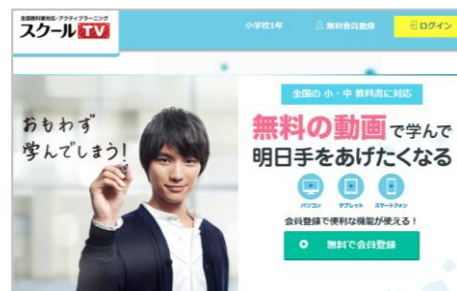 全国教科書対応・アクティブラーニング
スクールTV
小学校1年
無料会員登録
ログイン
おもわず
学んでしまう!
全国の 小・中 教科書に対応
無料の動画で学んで
明日手をあげたくなる
パソコン
タブレット
スマートフォン
会員登録で便利な機能が使える!
無料で会員登録